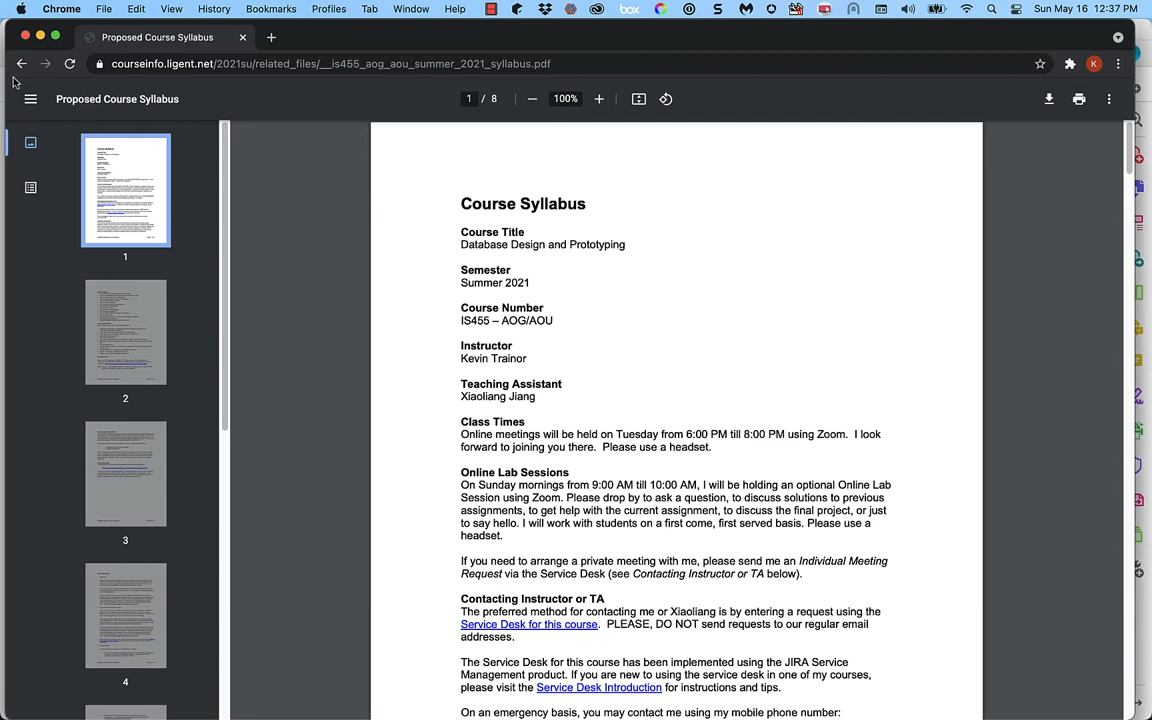 Chrome File Edit View History Bookmarks Profiles Tab Window Help box Sun May 16 12:37 PM
Proposed Course Syllabus
courseinfo.ligent.net/2021su/related_files/__is455_aog_aou_summer_2021_syllabus.pdf
K
Proposed Course Syllabus 1 / 8 100%
1
2
3
4
Course Syllabus
Course Title
Database Design and Prototyping
Semester
Summer 2021
Course Number
IS455 – AOG/AOU
Instructor
Kevin Trainor
Teaching Assistant
Xiaoliang Jiang
Class Times
Online meetings will be held on Tuesday from 6:00 PM till 8:00 PM using Zoom. I look
forward to joining you there. Please use a headset.
Online Lab Sessions
On Sunday mornings from 9:00 AM till 10:00 AM, I will be holding an optional Online Lab
Session using Zoom. Please drop by to ask a question, to discuss solutions to previous
assignments, to get help with the current assignment, to discuss the final project, or just
to say hello. I will work with students on a first come, first served basis. Please use a
headset.
If you need to arrange a private meeting with me, please send me an Individual Meeting
Request via the Service Desk (see Contacting Instructor or TA below).
Contacting Instructor or TA
The preferred method for contacting me or Xiaoliang is by entering a request using the
Service Desk for this course. PLEASE, DO NOT send requests to our regular email
addresses.
The Service Desk for this course has been implemented using the JIRA Service
Management product. If you are new to using the service desk in one of my courses,
please visit the Service Desk Introduction for instructions and tips.
On an emergency basis, you may contact me using my mobile phone number: